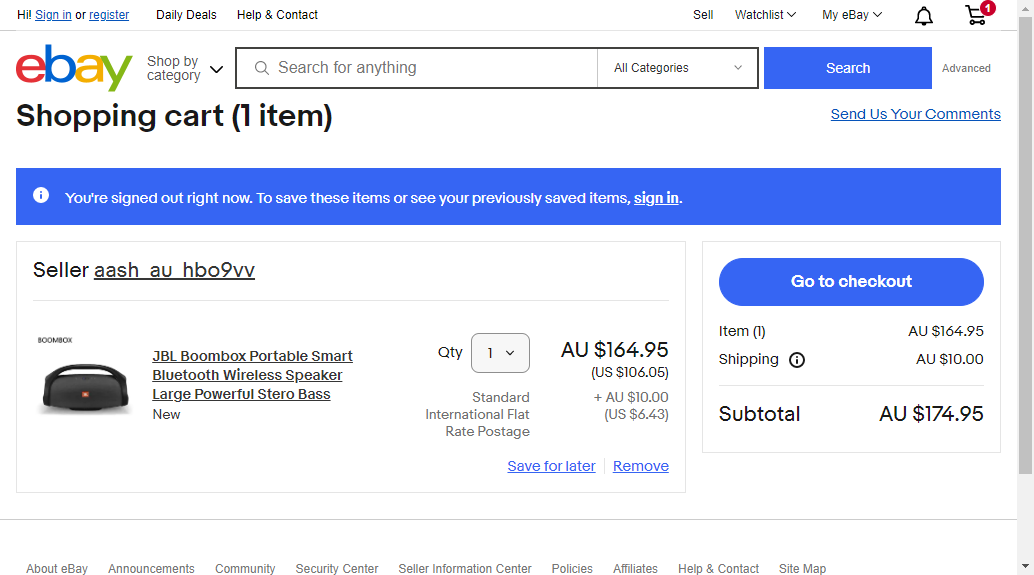 Hi! Sign in or register
Daily Deals
Help & Contact
Sell
Watchlist
My eBay
1
ebay
Shop by
category
Search for anything
All Categories
Search
Advanced
Shopping cart (1 item)
Send Us Your Comments
You're signed out right now. To save these items or see your previously saved items, sign in.
Seller aash_au_hbo9vv
BOOMBOX
JBL Boombox Portable Smart
Bluetooth Wireless Speaker
Large Powerful Stero Bass
New
Qty 1
AU $164.95
(US $106.05)
Standard
International Flat
Rate Postage
+ AU $10.00
(US $6.43)
Save for later
Remove
Go to checkout
Item (1) AU $164.95
Shipping AU $10.00
Subtotal AU $174.95
About eBay
Announcements
Community
Security Center
Seller Information Center
Policies
Affiliates
Help & Contact
Site Map